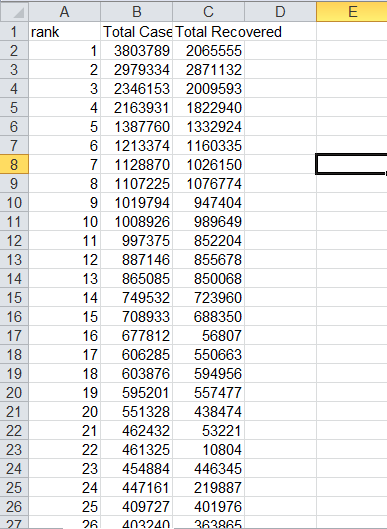 A B C D E
1 rank Total Case Total Recovered
2 1 3803789 2065555
3 2 2979334 2871132
4 3 2346153 2009593
5 4 2163931 1822940
6 5 1387760 1332924
7 6 1213374 1160335
8 7 1128870 1026150
9 8 1107225 1076774
10 9 1019794 947404
11 10 1008926 989649
12 11 997375 852204
13 12 887146 855678
14 13 865085 850068
15 14 749532 723960
16 15 708933 688350
17 16 677812 56807
18 17 606285 550663
19 18 603876 594956
20 19 595201 557477
21 20 551328 438474
22 21 462432 53221
23 22 461325 10804
24 23 454884 446345
25 24 447161 219887
26 25 409727 401976
27 26 403240 363865